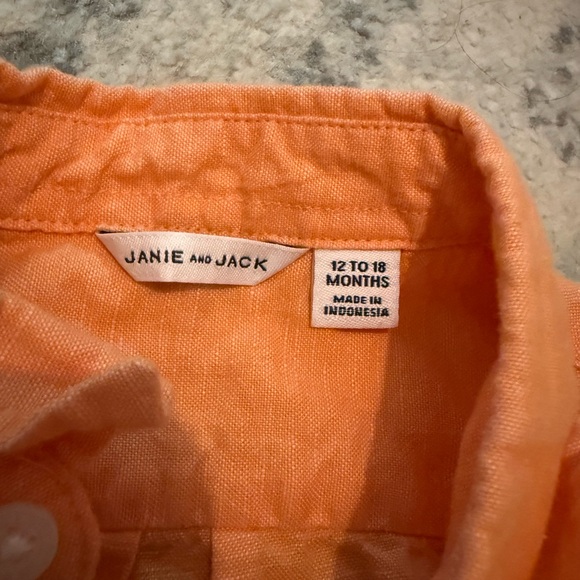 JANIE AND JACK
12 TO 18
MONTHS
MADE IN
INDONESIA